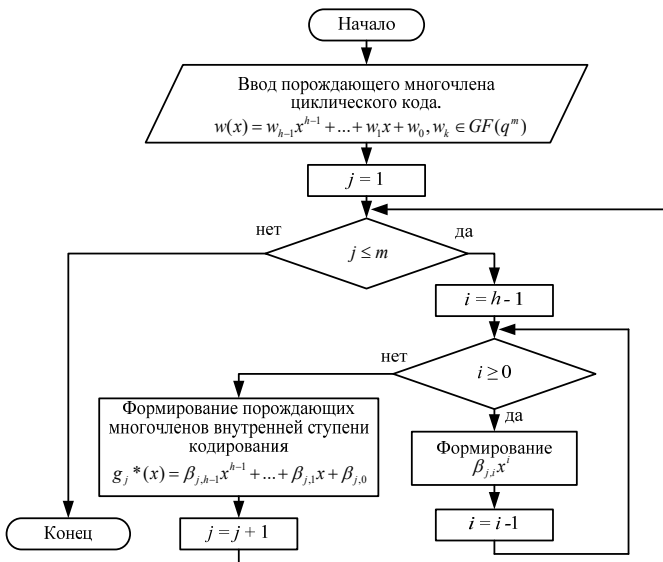 Начало
Ввод порождающего многочлена
циклического кода.
w(x) = w_{h-1}x^{h-1} + ... + w_1x + w_0, w_k ∈ GF(q^m)
j = 1
нет
да
j ≤ m
i = h - 1
нет
i ≥ 0
да
Формирование порождающих
многочленов внутренней ступени
кодирования
g_j*(x) = β_{j,h-1}x^{h-1} + ... + β_{j,1}x + β_{j,0}
Формирование
β_{j,i}x^i
i = i -1
Конец
j = j + 1